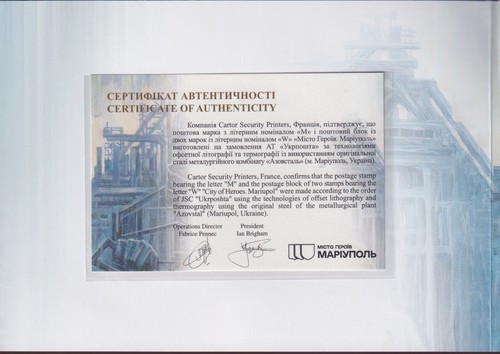 СЕРТИФІКАТ АВТЕНТИЧНОСТІ
CERTIFICATE OF AUTHENTICITY
Компанія Cartor Security Printers, Франція, підтверджує, що
поштова марка з літерним номіналом «М» і поштовий блок із
двох марок із літерним номіналом «W» «Місто Героїв. Маріуполь»
виготовлені на замовлення АТ «Укрпошта» за технологіями
офсетної літографії та термографії із використанням оригінальної
сталі металургійного комбінату «Азовсталь» (м. Маріуполь, Україна).
Cartor Security Printers, France, confirms that the postage stamp
bearing the letter "M" and the postage block of two stamps bearing the
letter "W" "City of Heroes. Mariupol" were made according to the order
of JSC "Ukrposhta" using the technologies of offset lithography and
thermography using the original steel of the metallurgical plant
"Azovstal" (Mariupol, Ukraine).
Operations Director
Fabrice Pennec
President
Ian Brigham
МІСТО ГЕРОЇВ
МАРІУПОЛЬ